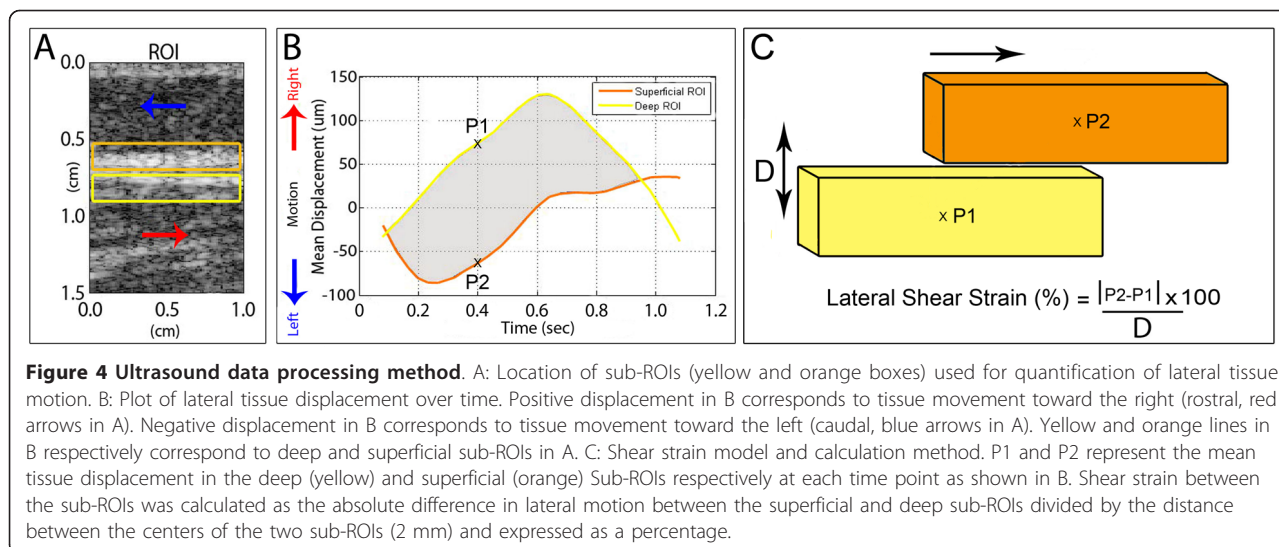 A
ROI
0.0
0.5
(cm)
1.0
1.5
0.0
0.5
1.0
(cm)
B
Right
Motion
Left
Mean Displacement (um)
150
100
50
0
-50
-100
P1
P2
Superficial ROI
Deep ROI
0
0.2
0.4
0.6
0.8
1.0
1.2
Time (sec)
C
x P2
D
x P1
Lateral Shear Strain (%) = |P2-P1| x 100
D
Figure 4 Ultrasound data processing method. A: Location of sub-ROIs (yellow and orange boxes) used for quantification of lateral tissue
motion. B: Plot of lateral tissue displacement over time. Positive displacement in B corresponds to tissue movement toward the right (rostral, red
arrows in A). Negative displacement in B corresponds to tissue movement toward the left (caudal, blue arrows in A). Yellow and orange lines in
B respectively correspond to deep and superficial sub-ROIs in A. C: Shear strain model and calculation method. P1 and P2 represent the mean
tissue displacement in the deep (yellow) and superficial (orange) Sub-ROIs respectively at each time point as shown in B. Shear strain between
the sub-ROIs was calculated as the absolute difference in lateral motion between the superficial and deep sub-ROIs divided by the distance
between the centers of the two sub-ROIs (2 mm) and expressed as a percentage.